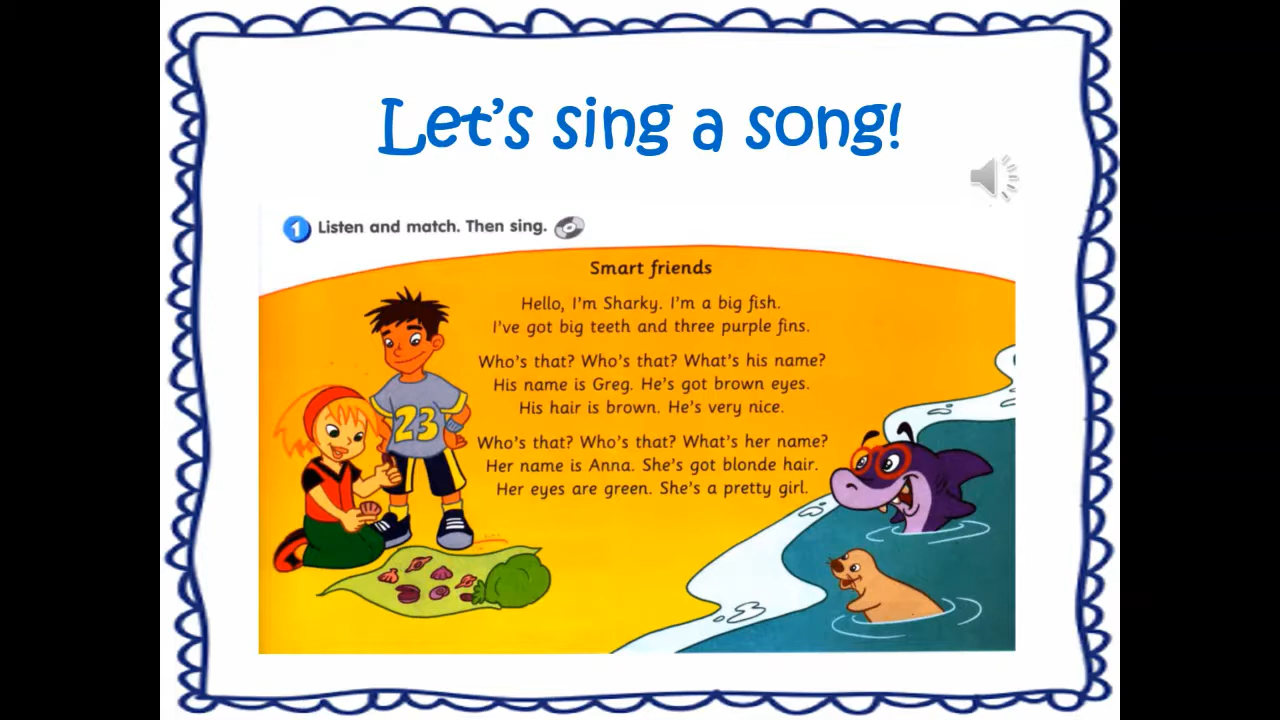 Let's sing a song!
1 Listen and match. Then sing.
Smart friends
Hello, I'm Sharky. I'm a big fish.
I've got big teeth and three purple fins.
Who's that? Who's that? What's his name?
His name is Greg. He's got brown eyes.
His hair is brown. He's very nice.
Who's that? Who's that? What's her name?
Her name is Anna. She's got blonde hair.
Her eyes are green. She's a pretty girl.
23